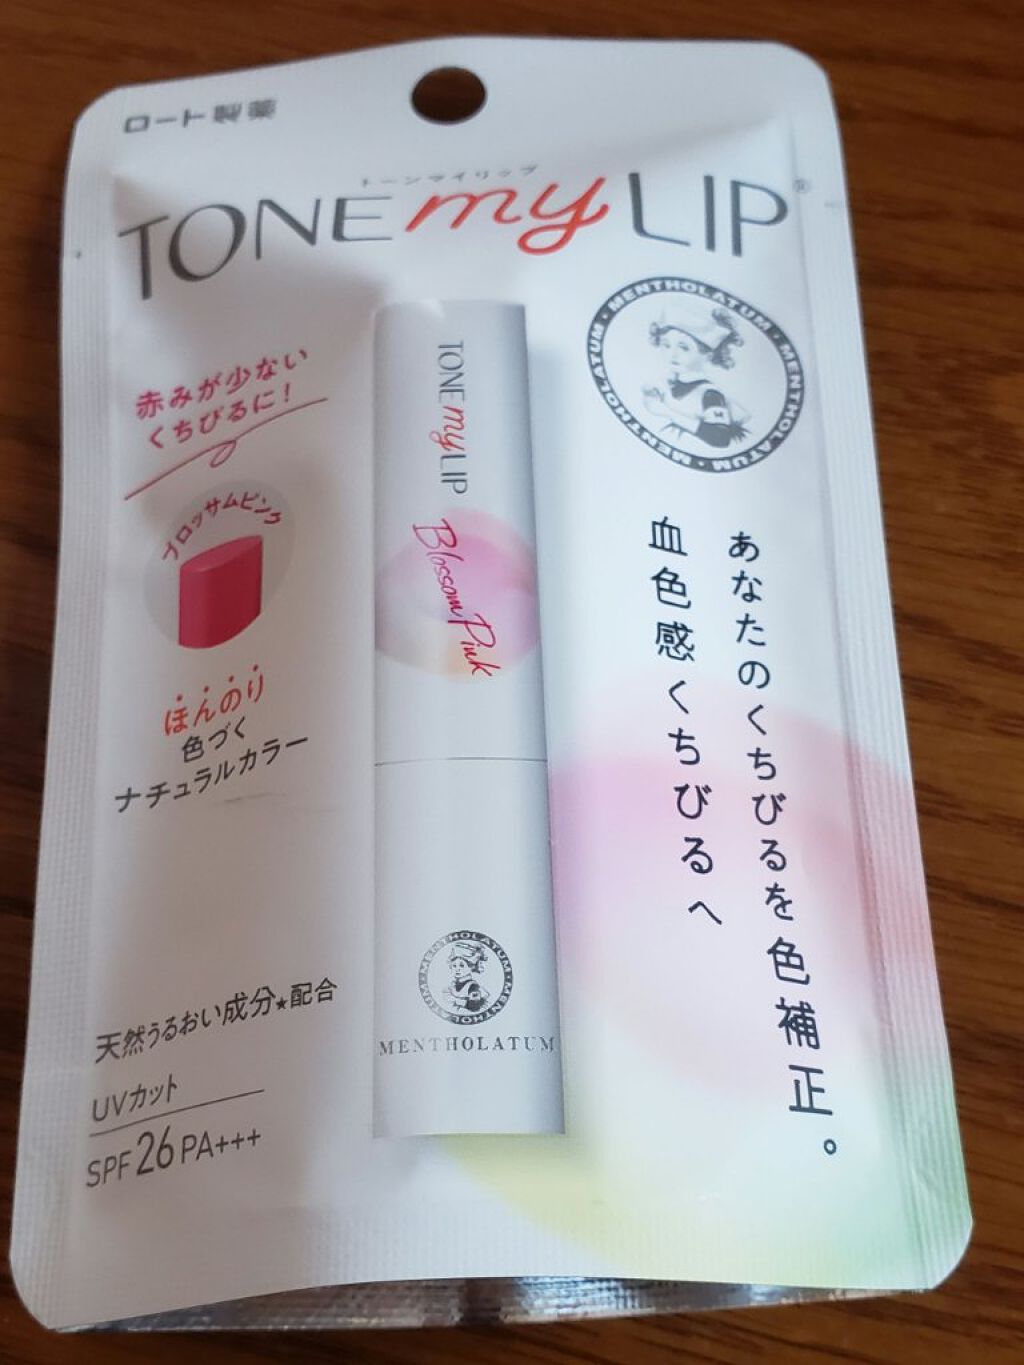 ロート製薬
トーンマイリップ
TONE my LIP®
MENTHOLATUM・MENTHOLATUM・MENTHOLATUM・
赤みが少ない
くちびるに!
ブロッサムピンク
ほんのり
色づく
ナチュラルカラー
TONE my LIP
Blossom Pink
あなたのくちびるを色補正。
血色感くちびるへ
MENTHOLATUM・MENTHOLATUM・MENTHOLATUM・
MENTHOLATUM
天然うるおい成分★配合
UVカット
SPF26 PA+++